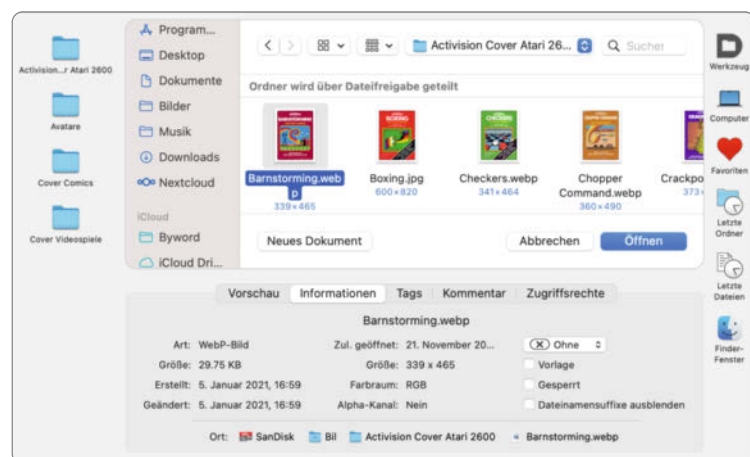 Activision...r Atari 2600
Avatare
Cover Comics
Cover Videospiele
Program...
Desktop
Dokumente
Bilder
Musik
Downloads
Nextcloud
iCloud
Byword
iCloud Dri...
Activision Cover Atari 26...
Suchen
Ordner wird über Dateifreigabe geteilt
Barnstorming.web
p
339×465
Boxing.jpg
600×820
Checkers.webp
341×464
Chopper
Command.webp
360×490
Crackpo
373
Neues Dokument
Abbrechen
Öffnen
Werkzeug
Computer
Favoriten
Letzte
Ordner
Letzte
Dateien
Finder-
Fenster
Vorschau Informationen Tags Kommentar Zugriffsrechte
Barnstorming.webp
Art: WebP-Bild Zul. geöffnet: 21. November 20... Ohne
Größe: 29.75 KB Größe: 339 x 465 Vorlage
Erstellt: 5. Januar 2021, 16:59 Farbraum: RGB Gesperrt
Geändert: 5. Januar 2021, 16:59 Alpha-Kanal: Nein Dateinamensuffixe ausblenden
Ort: SanDisk Bil Activision Cover Atari 2600 Barnstorming.webp